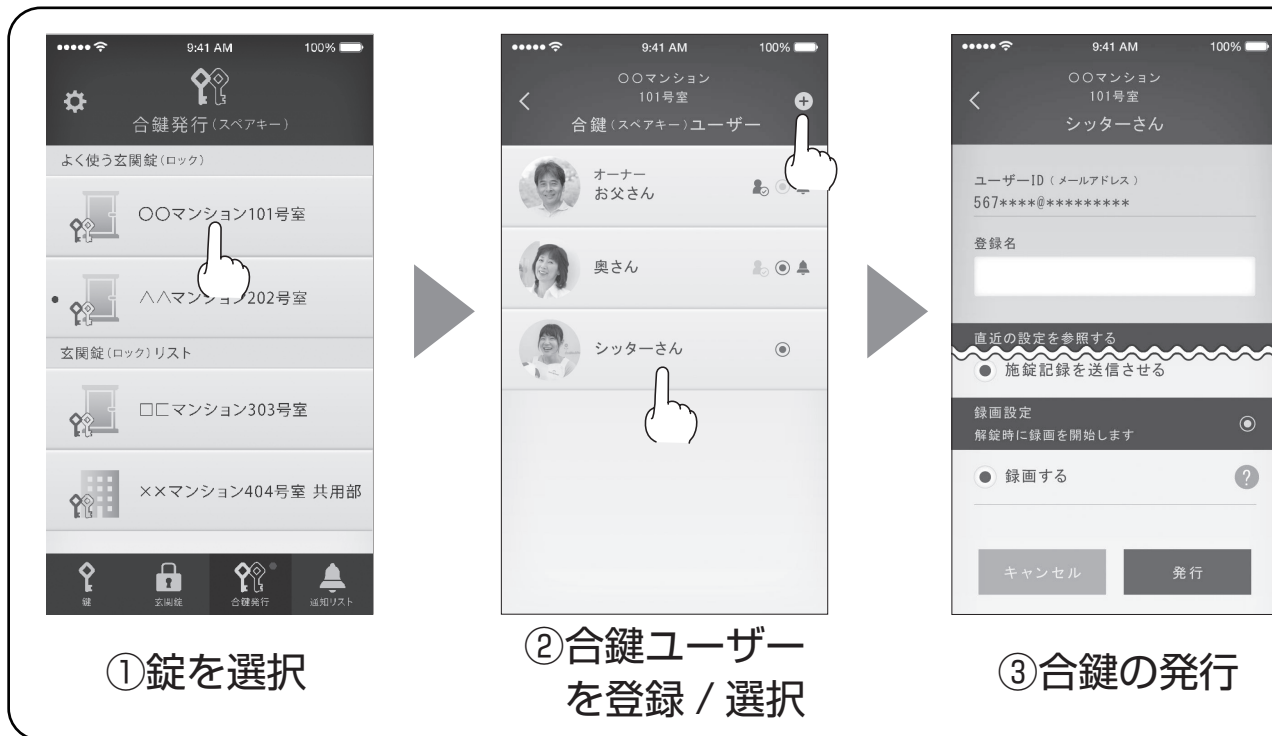 9:41 AM 100%
合鍵発行(スペアキー)
よく使う玄関錠(ロック)
〇〇マンション101号室
△△マンション202号室
玄関錠(ロック)リスト
□□マンション303号室
××マンション404号室 共用部
鍵 玄関錠 合鍵発行 通知リスト
①錠を選択
9:41 AM 100%
〇〇マンション
101号室
合鍵(スペアキー)ユーザー
オーナー
お父さん
奥さん
シッターさん
②合鍵ユーザー
を登録 / 選択
9:41 AM 100%
〇〇マンション
101号室
シッターさん
ユーザーID(メールアドレス)
567****@*********
登録名
直近の設定を参照する
施錠記録を送信させる
録画設定
解錠時に録画を開始します
録画する ?
キャンセル 発行
③合鍵の発行